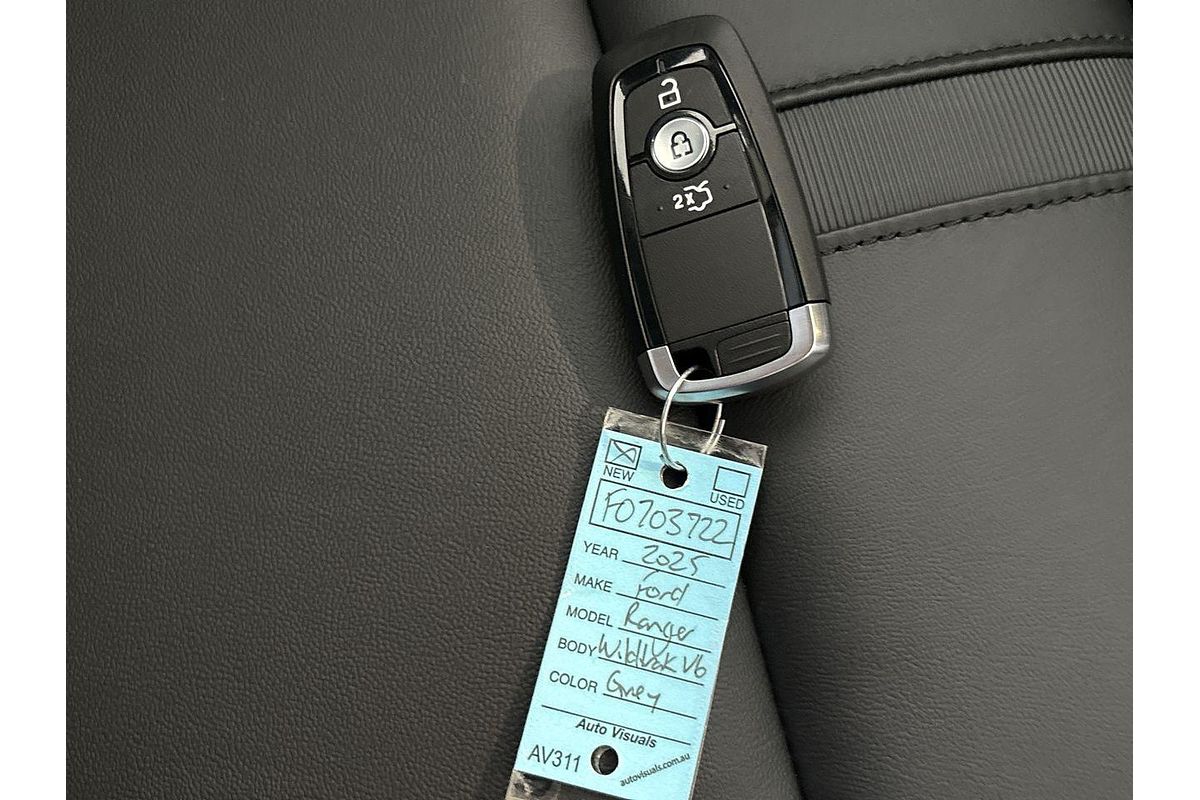 2x
NEW
USED
FO703722
YEAR 2025
MAKE Ford
MODEL Ranger
BODY Wildtrak V6
COLOR Grey
Auto Visuals
AV311
autovisuals.com.au